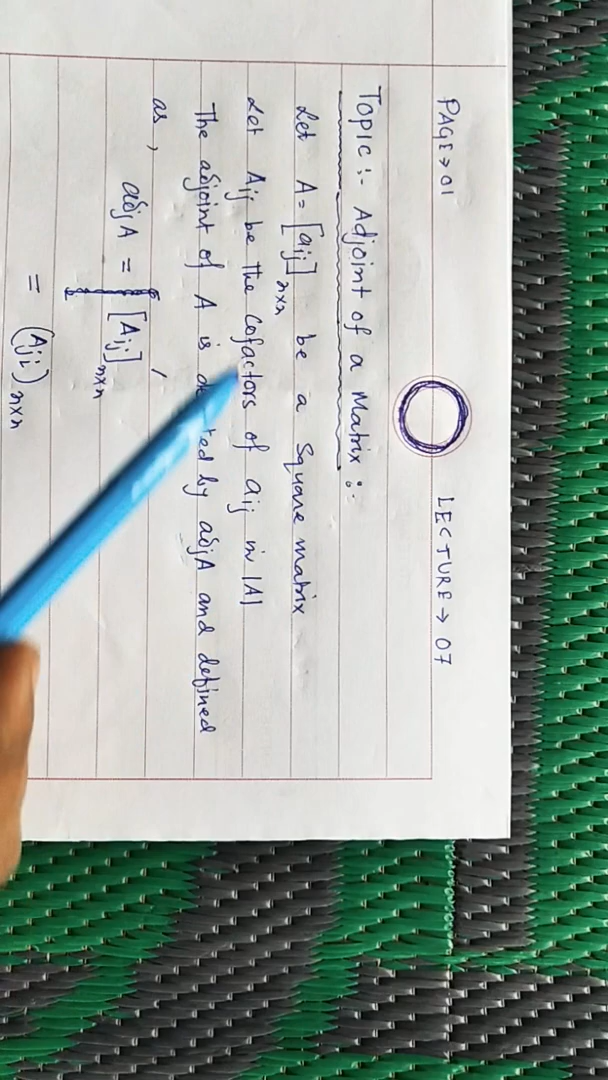 PAGE→01
LECTURE→07
Topic:- Adjoint of a Matrix:-
Let A = [aij]n×n be a square matrix
Let Aij be the cofactors of aij in |A|
The adjoint of A is by adjA and defined
as,
adjA = [Aij]'n×n
= (Aji)n×n